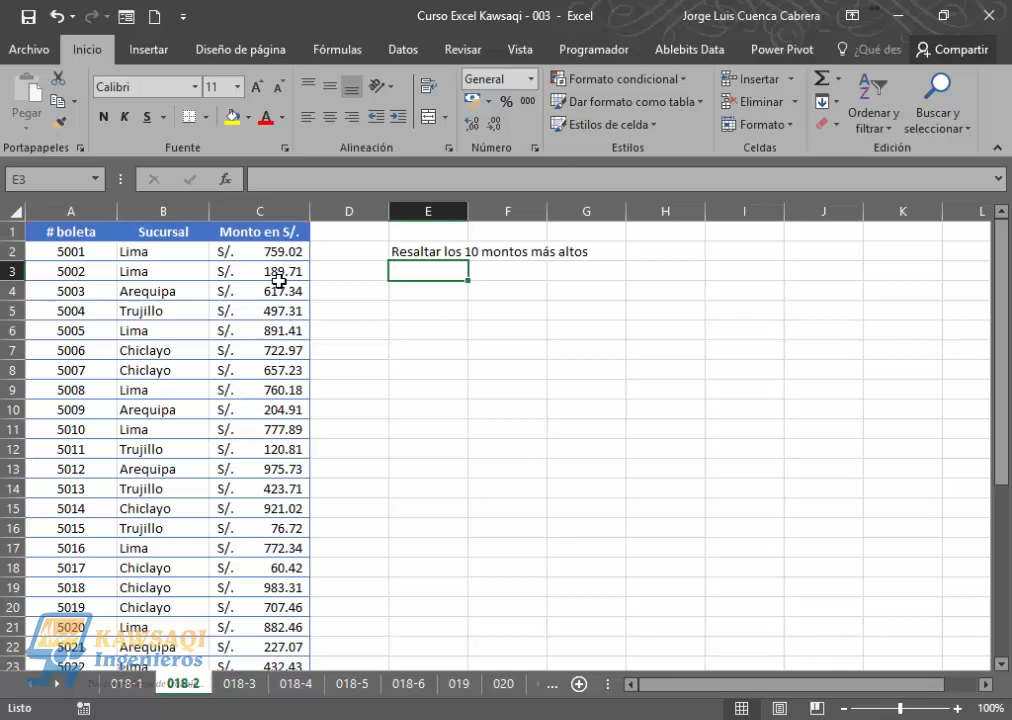 Curso Excel Kawsaqi - 003 - Excel
Jorge Luis Cuenca Cabrera
Archivo Inicio Insertar Diseño de página Fórmulas Datos Revisar Vista Programador Ablebits Data Power Pivot ¿Qué des Compartir
Pegar
Calibri 11
N K S
General
% 000
Formato condicional
Dar formato como tabla
Estilos de celda
Insertar
Eliminar
Formato
Ordenar y filtrar
Buscar y seleccionar
Portapapeles Fuente Alineación Número Estilos Celdas Edición
E3 fx
A B C D E F G H I J K L
1 # boleta Sucursal Monto en S/.
2 5001 Lima S/. 759.02 Resaltar los 10 montos más altos
3 5002 Lima S/. 189.71
4 5003 Arequipa S/. 617.34
5 5004 Trujillo S/. 497.31
6 5005 Lima S/. 891.41
7 5006 Chiclayo S/. 722.97
8 5007 Chiclayo S/. 657.23
9 5008 Lima S/. 760.18
10 5009 Arequipa S/. 204.91
11 5010 Lima S/. 777.89
12 5011 Trujillo S/. 120.81
13 5012 Arequipa S/. 975.73
14 5013 Trujillo S/. 423.71
15 5014 Chiclayo S/. 921.02
16 5015 Trujillo S/. 76.72
17 5016 Lima S/. 772.34
18 5017 Chiclayo S/. 60.42
19 5018 Chiclayo S/. 983.31
20 5019 Chiclayo S/. 707.46
21 5020 Lima S/. 882.46
22 5021 Arequipa S/. 227.07
23 5022 Lima S/. 432.43
KAWSAQI
Ingenieros
018-1 018-2 018-3 018-4 018-5 018-6 019 020 ...
Listo
100%